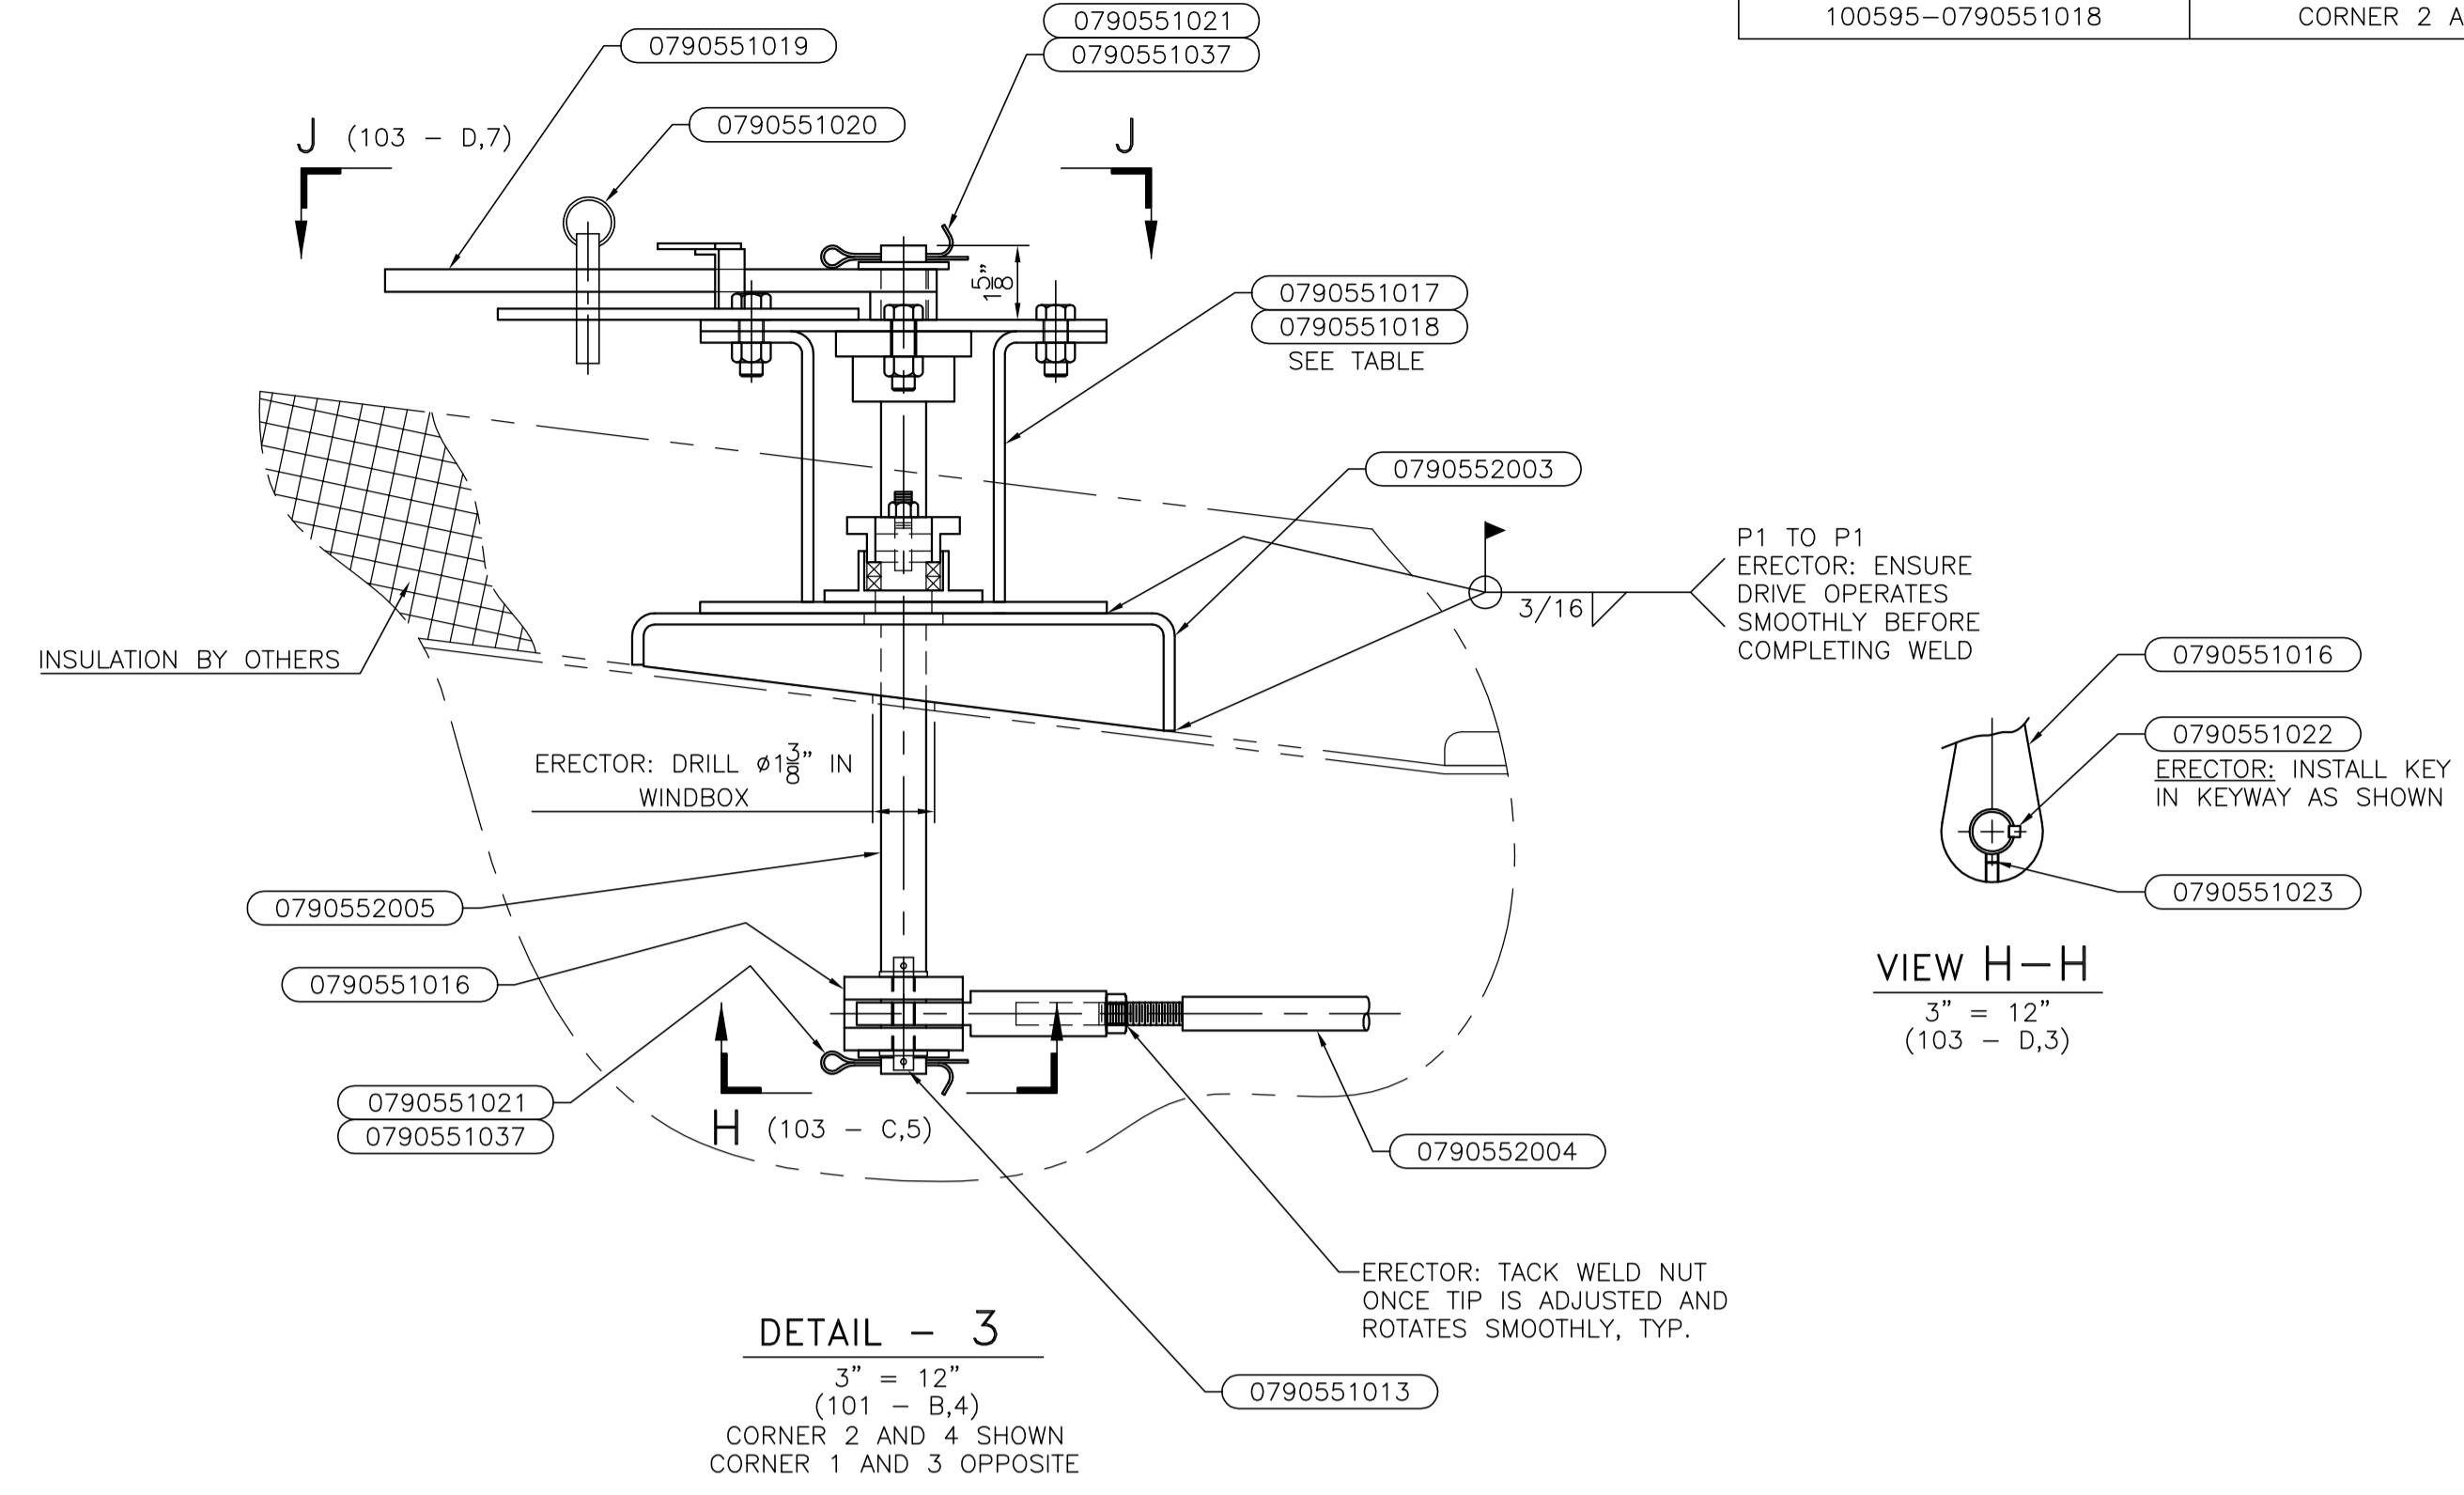 100595-0790551018
CORNER 2 A
0790551021
0790551037
0790551019
0790551020
J (103 - D,7)
J
1 5/8"
0790551017
0790551018
SEE TABLE
0790552003
P1 TO P1
ERECTOR: ENSURE
DRIVE OPERATES
SMOOTHLY BEFORE
COMPLETING WELD
3/16
INSULATION BY OTHERS
ERECTOR: DRILL ø1 3/8" IN
WINDBOX
0790551016
0790551022
ERECTOR: INSTALL KEY
IN KEYWAY AS SHOWN
0790551023
VIEW H-H
3" = 12"
(103 - D,3)
0790552005
0790551016
0790551021
0790551037
H (103 - C,5)
0790552004
ERECTOR: TACK WELD NUT
ONCE TIP IS ADJUSTED AND
ROTATES SMOOTHLY, TYP.
0790551013
DETAIL - 3
3" = 12"
(101 - B,4)
CORNER 2 AND 4 SHOWN
CORNER 1 AND 3 OPPOSITE